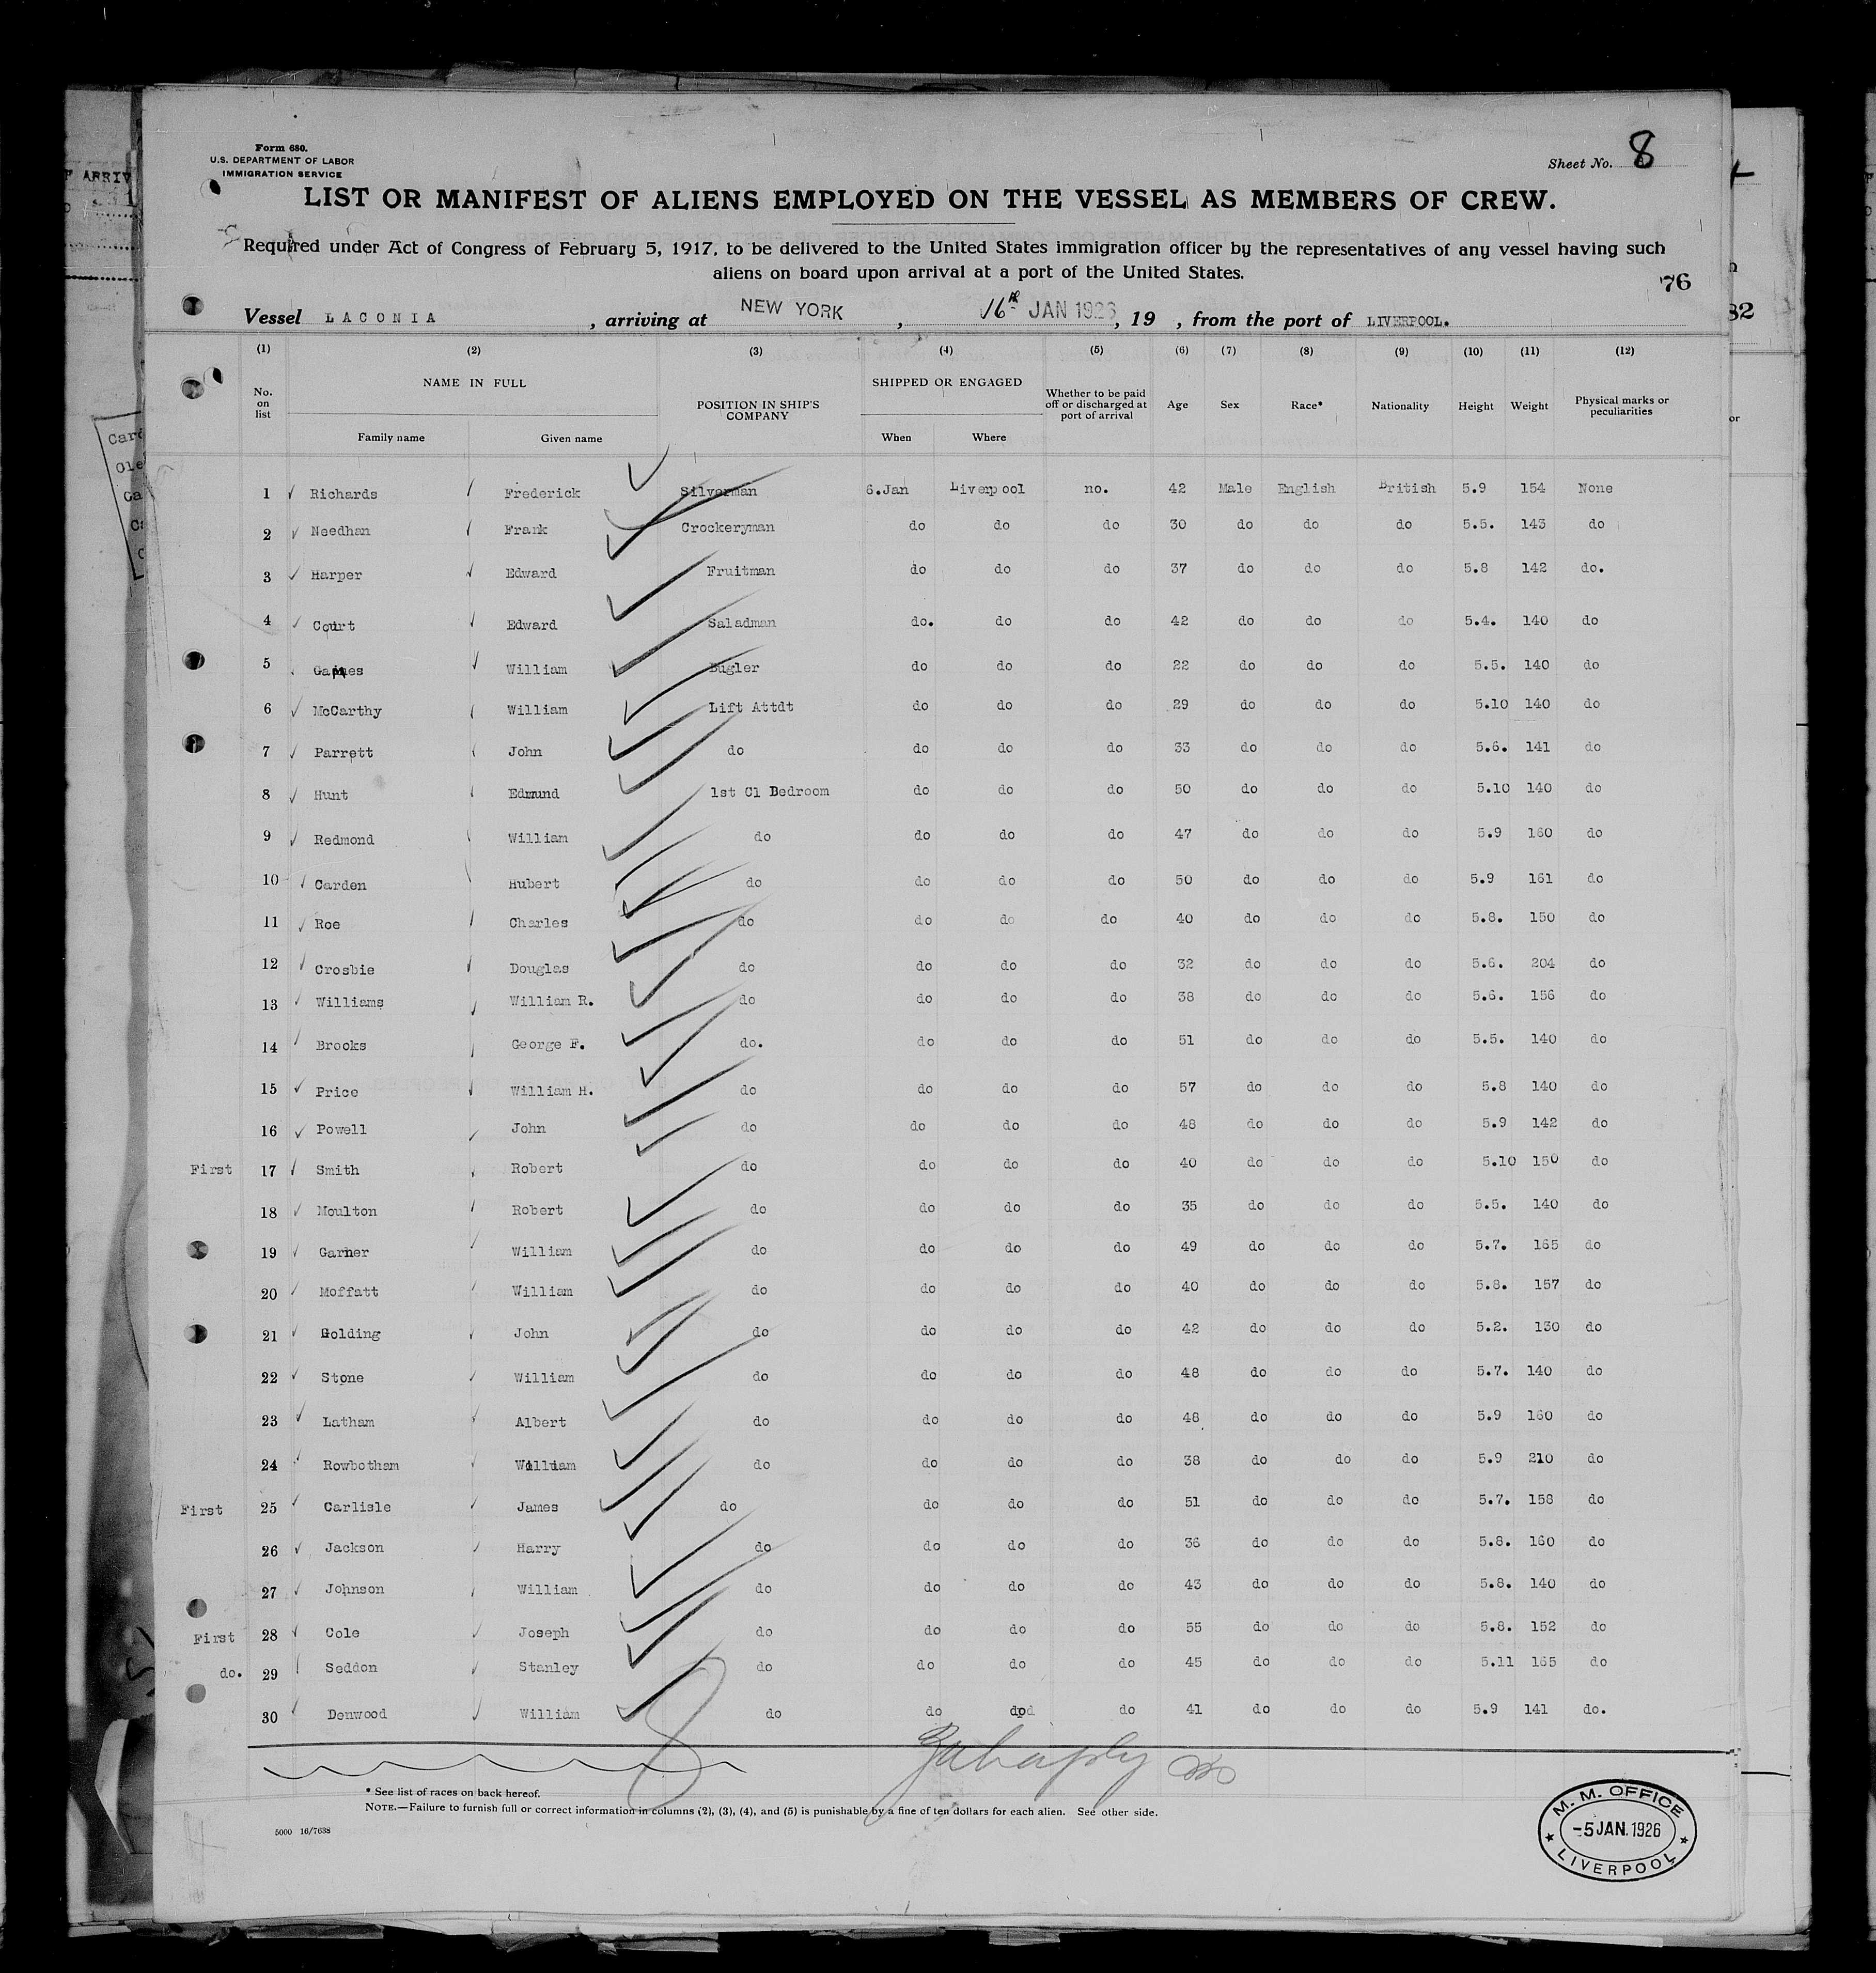 Form 680.
U.S. DEPARTMENT OF LABOR
IMMIGRATION SERVICE
Sheet No. 8
LIST OR MANIFEST OF ALIENS EMPLOYED ON THE VESSEL AS MEMBERS OF CREW.
Required under Act of Congress of February 5, 1917, to be delivered to the United States immigration officer by the representatives of any vessel having such
aliens on board upon arrival at a port of the United States.
76
Vessel LACONIA , arriving at NEW YORK , 16th JAN 1926 , 19 , from the port of LIVERPOOL.
(1) (2) (3) (4) (5) (6) (7) (8) (9) (10) (11) (12)
No. on list NAME IN FULL Family name Given name POSITION IN SHIP'S COMPANY SHIPPED OR ENGAGED When Where Whether to be paid off or discharged at port of arrival Age Sex Race* Nationality Height Weight Physical marks or peculiarities
1 Richards Frederick Silverman 6.Jan Liverpool no. 42 Male English British 5.9 154 None
2 Needhan Frank Crockeryman do do do 30 do do do 5.5. 143 do
3 Harper Edward Fruitman do do do 37 do do do 5.8 142 do.
4 Court Edward Saladman do. do do 42 do do do 5.4. 140 do
5 William Bugler do do do 22 do do do 5.5. 140 do
6 McCarthy William Lift Attdt do do do 29 do do do 5.10 140 do
7 Parrett John do do do do 33 do do do 5.6. 141 do
8 Hunt Edmund 1st Cl Bedroom do do do 50 do do do 5.10 140 do
9 Redmond William do do do do 47 do do do 5.9 160 do
10 Carden Hubert do do do do 50 do do do 5.9 161 do
11 Roe Charles do do do do 40 do do do 5.8. 150 do
12 Crosbie Douglas do do do do 32 do do do 5.6. 204 do
13 Williams William R. do do do do 38 do do do 5.6. 156 do
14 Brooks George F. do. do do do 51 do do do 5.5. 140 do
15 Price William H. do do do do 57 do do do 5.8 140 do
16 Powell John do do do do 48 do do do 5.9 142 do
First 17 Smith Robert do do do do 40 do do do 5.10 150 do
18 Moulton Robert do do do do 35 do do do 5.5. 140 do
19 Garner William do do do do 49 do do do 5.7. 165 do
20 Moffatt William do do do do 40 do do do 5.8. 157 do
21 Golding John do do do do 42 do do do 5.2. 130 do
22 Stone William do do do do 48 do do do 5.7. 140 do
23 Latham Albert do do do do 48 do do do 5.9 160 do
24 Rowbotham William do do do do 38 do do do 5.9 210 do
First 25 Carlisle James do do do do 51 do do do 5.7. 158 do
26 Jackson Harry do do do do 36 do do do 5.8. 160 do
27 Johnson William do do do do 43 do do do 5.8. 140 do
First 28 Cole Joseph do do do do 55 do do do 5.8. 152 do
do. 29 Seddon Stanley do do do do 45 do do do 5.11 165 do
30 Denwood William do do do do 41 do do do 5.9 141 do.
* See list of races on back hereof.
NOTE.—Failure to furnish full or correct information in columns (2), (3), (4), and (5) is punishable by a fine of ten dollars for each alien. See other side.
5000 16/7638
M. M. OFFICE
-5 JAN. 1926
LIVERPOOL